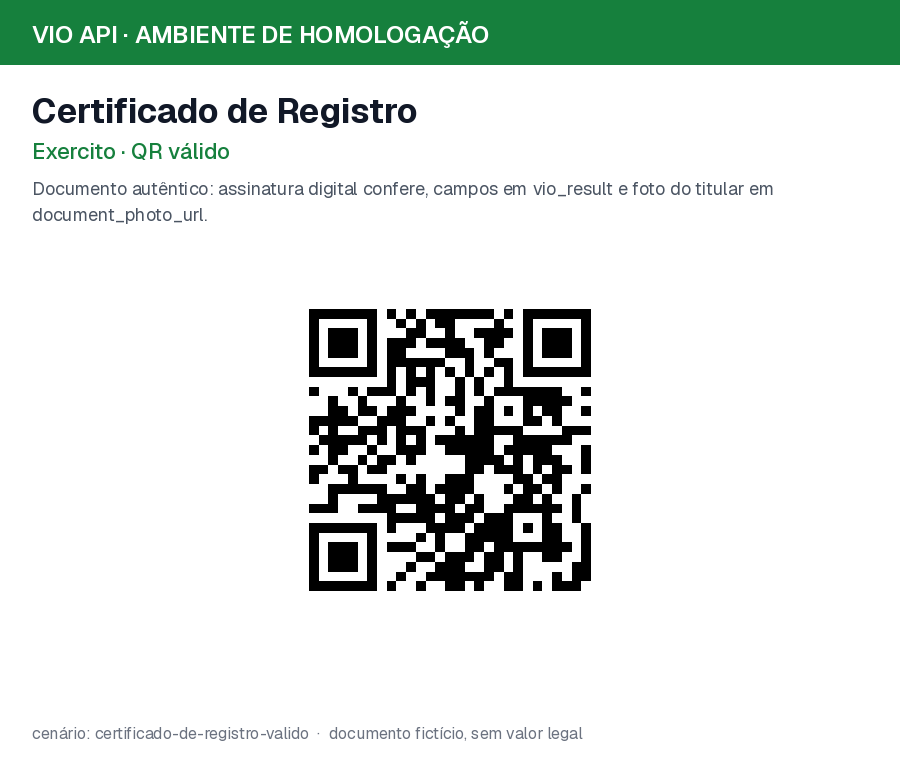 VIO API · AMBIENTE DE HOMOLOGAÇÃO
Certificado de Registro
Exercito · QR válido
Documento autêntico: assinatura digital confere, campos em vio_result e foto do titular em
document_photo_url.
cenário: certificado-de-registro-valido · documento fictício, sem valor legal